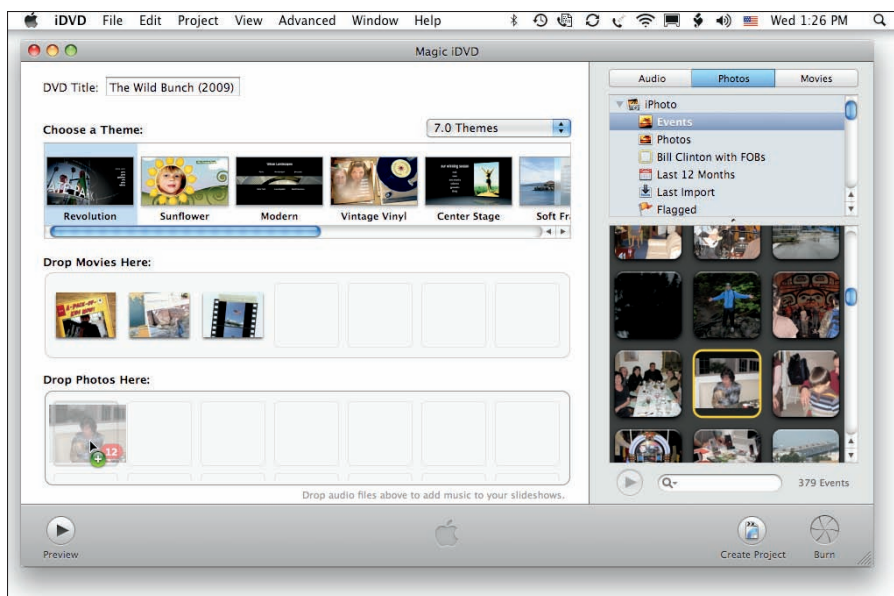 iDVD File Edit Project View Advanced Window Help Wed 1:26 PM
Magic iDVD
DVD Title: The Wild Bunch (2009)
Audio Photos Movies
iPhoto
Events
Photos
Bill Clinton with FOBs
Last 12 Months
Last Import
Flagged
Choose a Theme: 7.0 Themes
Revolution Sunflower Modern Vintage Vinyl Center Stage Soft Fr
Drop Movies Here:
Drop Photos Here:
12
Drop audio files above to add music to your slideshows.
379 Events
Preview Create Project Burn